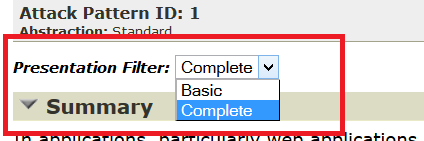 Attack Pattern ID: 1
Abstraction: Standard
Presentation Filter: Complete
Basic
Complete
Summary
In applications, particularly web applications